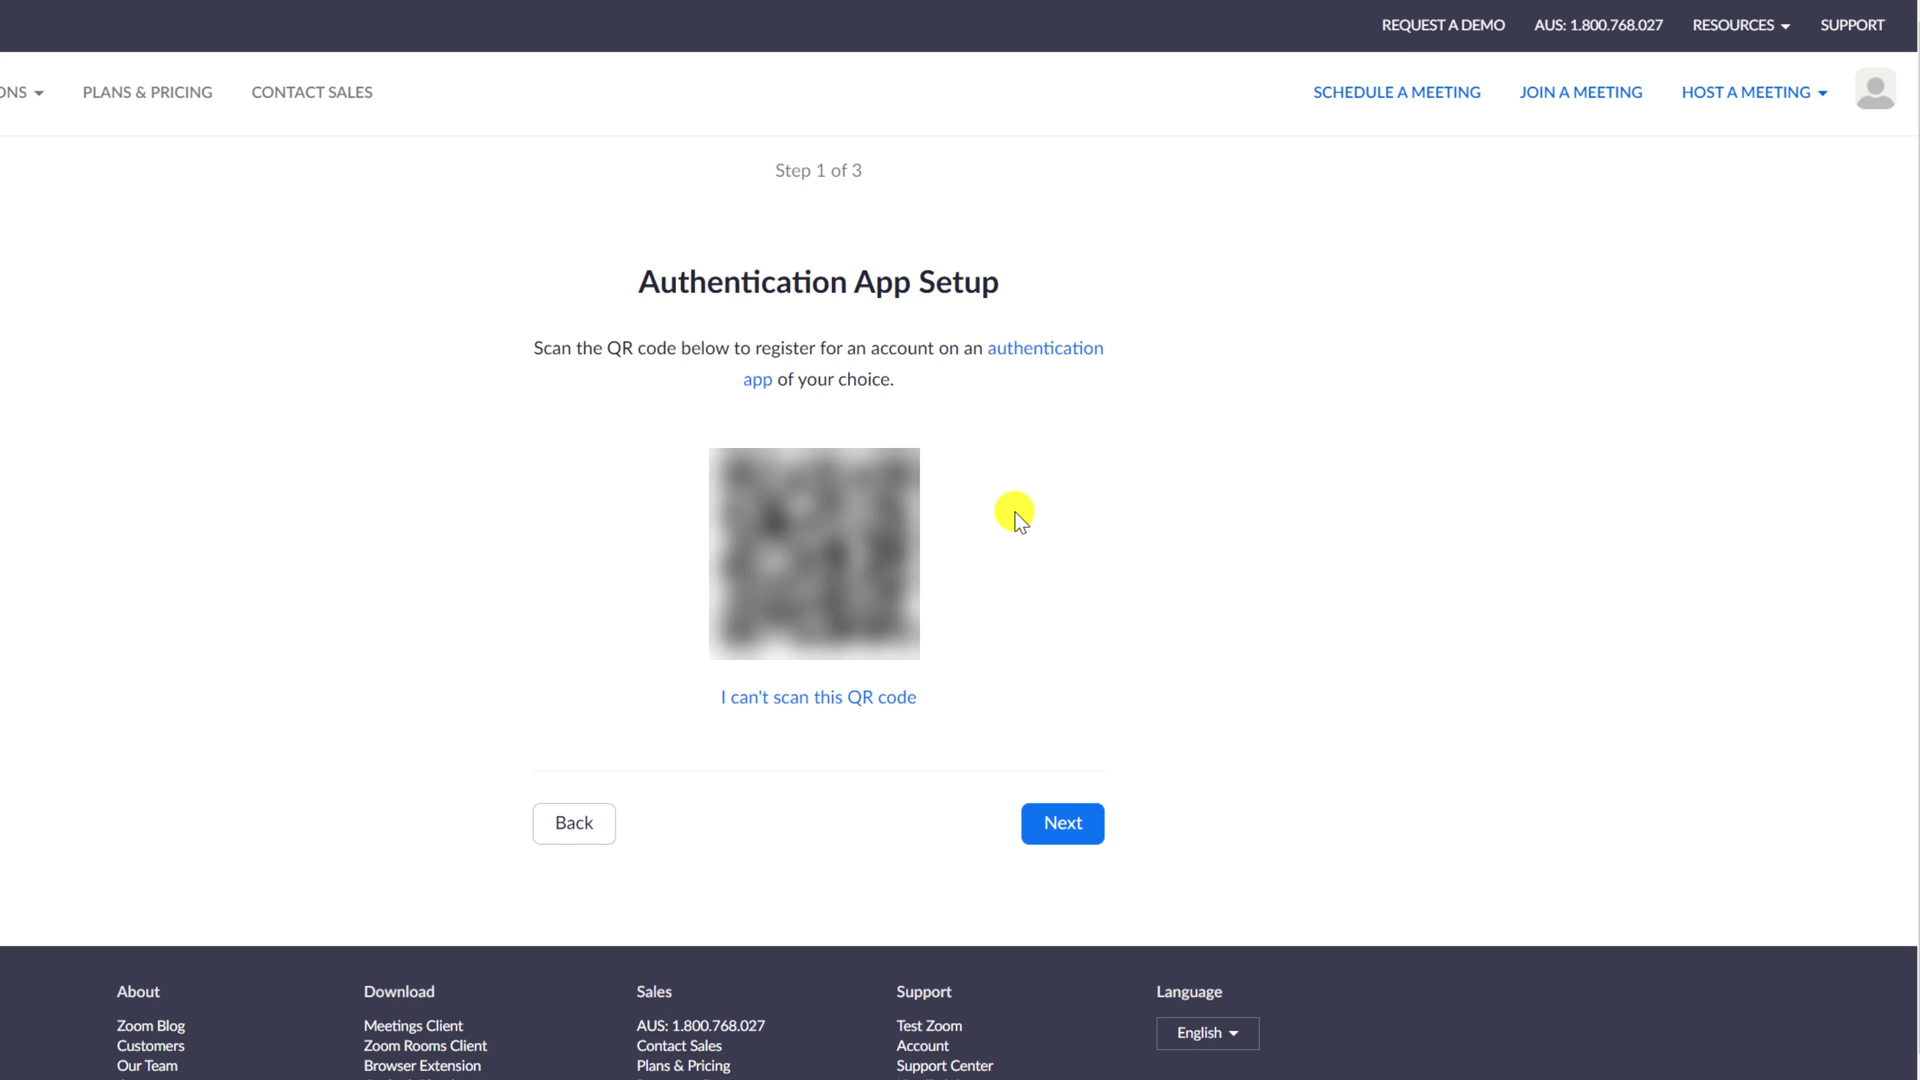 REQUEST A DEMO AUS: 1.800.768.027 RESOURCES SUPPORT
ONS PLANS & PRICING CONTACT SALES SCHEDULE A MEETING JOIN A MEETING HOST A MEETING
Step 1 of 3
Authentication App Setup
Scan the QR code below to register for an account on an authentication
app of your choice.
I can't scan this QR code
Back Next
About Download Sales Support Language
Zoom Blog Meetings Client AUS: 1.800.768.027 Test Zoom English
Customers Zoom Rooms Client Contact Sales Account
Our Team Browser Extension Plans & Pricing Support Center